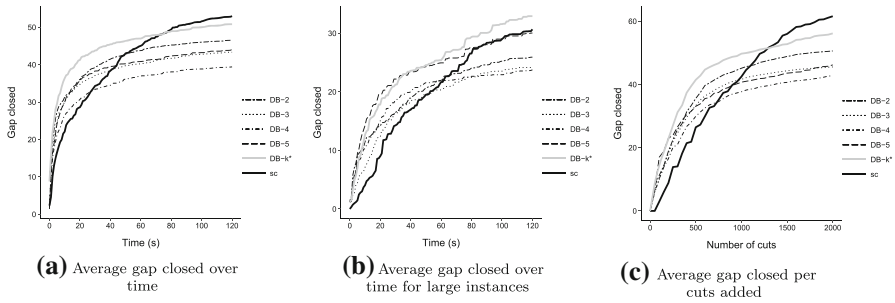 50
40
30
20
10
0
Gap closed
0 20 40 60 80 100 120
Time (s)
DB-2
DB-3
DB-4
DB-5
DB-k*
sc
(a) Average gap closed over
time
30
20
10
0
Gap closed
0 20 40 60 80 100 120
Time (s)
DB-2
DB-3
DB-4
DB-5
DB-k*
sc
(b) Average gap closed over
time for large instances
60
40
20
0
Gap closed
0 500 1000 1500 2000
Number of cuts
DB-2
DB-3
DB-4
DB-5
DB-k*
sc
(c) Average gap closed per
cuts added